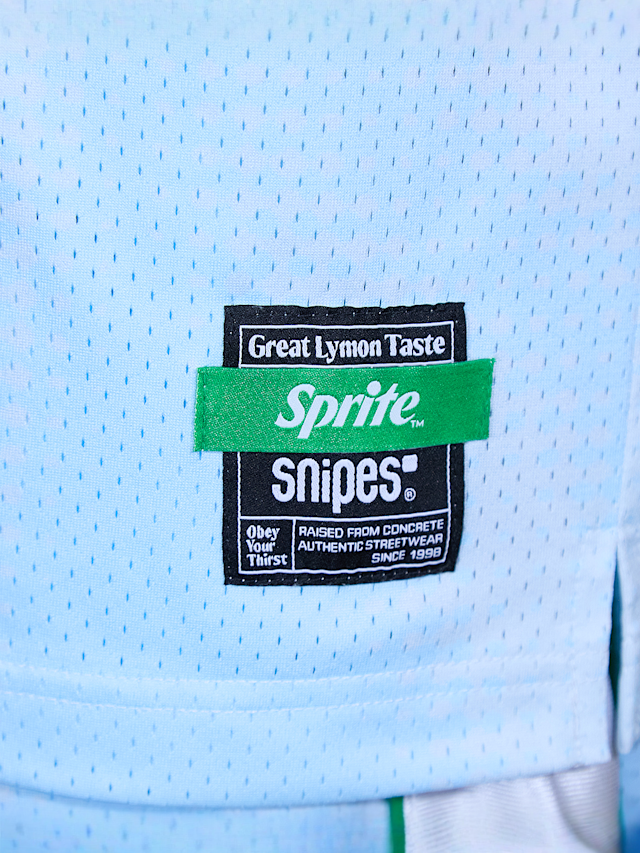 Great Lymon Taste
Sprite™
snipes®
Obey
Your
Thirst
RAISED FROM CONCRETE
AUTHENTIC STREETWEAR
SINCE 1998